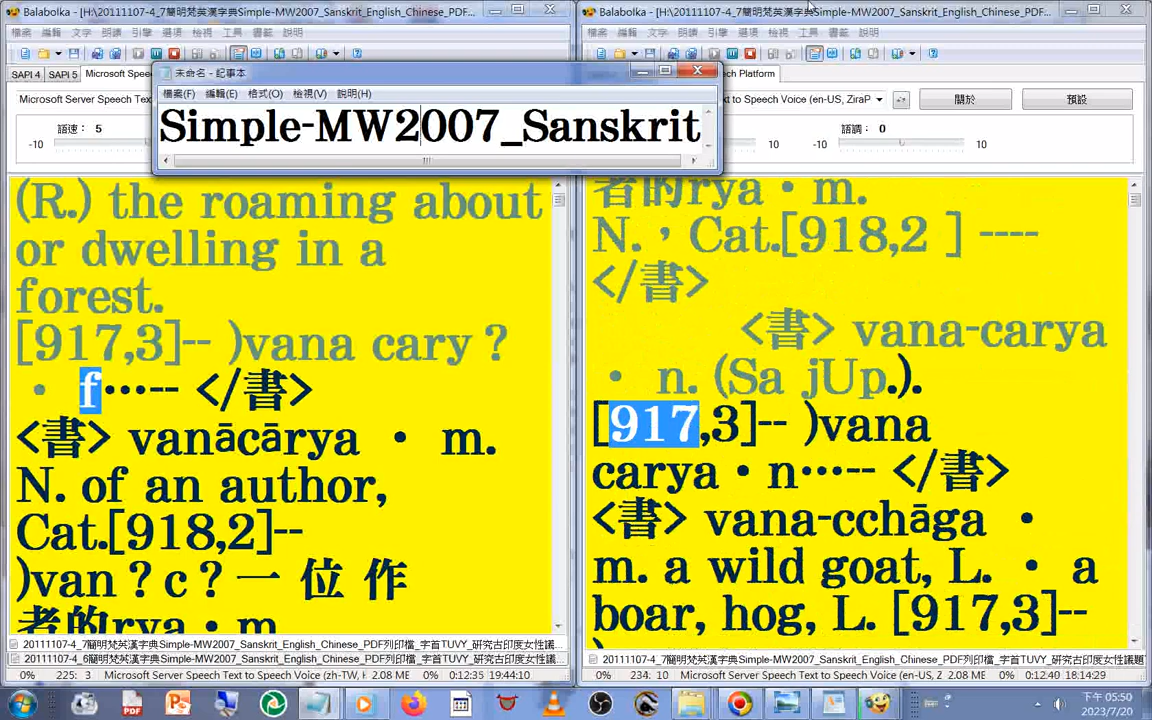 Balabolka - [H:\20111107-4_7簡明梵英漢字典Simple-MW2007_Sanskrit_English_Chinese_PDF...
檔案 編輯 文字 朗讀 引擎 選項 檢視 工具 書籤 說明
SAPI 4 SAPI 5 Microsoft Spee
Microsoft Server Speech Text
語速： 5
-10
(R.) the roaming about
or dwelling in a
forest.
[917,3]-- )vana cary？
• f…-- </書>
<書> vanācārya • m.
N. of an author,
Cat.[918,2]--
)van？c？一 位 作
者的rya • m
20111107-4_7簡明梵英漢字典Simple-MW2007_Sanskrit_English_Chinese_PDF列印檔_字首TUVY_研究古印度女性議...
20111107-4_6簡明梵英漢字典Simple-MW2007_Sanskrit_English_Chinese_PDF列印檔_字首TUVY_研究古印度女性議...
0% 225: 3 Microsoft Server Speech Text to Speech Voice (zh-TW, H 2.08 ME 0% 0:12:35 19:44:10
未命名 - 記事本
檔案(F) 編輯(E) 格式(O) 檢視(V) 說明(H)
Simple-MW2007_Sanskrit
Balabolka - [H:\20111107-4_7簡明梵英漢字典Simple-MW2007_Sanskrit_English_Chinese_PDF...
檔案 編輯 文字 朗讀 引擎 選項 檢視 工具 書籤 說明
ch Platform
t to Speech Voice (en-US, ZiraP 關於 預設
語調： 0
10 -10 10
者的rya • m.
N.，Cat.[918,2 ] ----
</書>
<書> vana-carya
• n. (Sa jUp.).
[917,3]-- )vana
carya • n…-- </書>
<書> vana-cchāga •
m. a wild goat, L. • a
boar, hog, L. [917,3]--
20111107-4_7簡明梵英漢字典Simple-MW2007_Sanskrit_English_Chinese_PDF列印檔_字首TUVY_研究古印度女性議題
0% 234: 10 Microsoft Server Speech Text to Speech Voice (en-US, Z 2.08 MB 0% 0:12:40 18:14:29
下午 05:50
2023/7/20